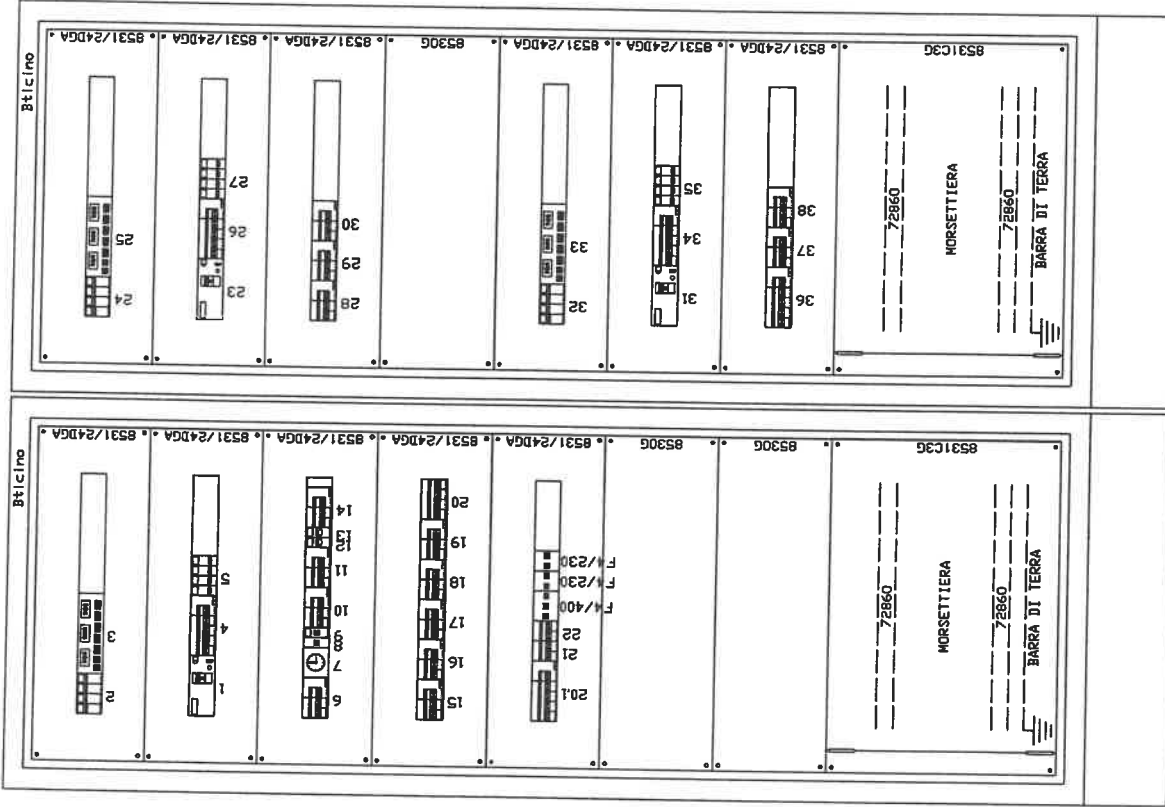 Bticino
8531/24DGA
8531/24DGA
8531/24DGA
8530G
8531/24DGA
8531/24DGA
8531/24DGA
8531C3G
25
24
27
26
23
30
29
28
33
32
35
34
31
38
37
36
72860
MORSETTIERA
72860
BARRA DI TERRA
Bticino
8531/24DGA
8531/24DGA
8531/24DGA
8531/24DGA
8531/24DGA
8530G
8530G
8531C3G
3
2
5
4
1
14
13
12
11
10
9
8
7
6
20
19
18
17
16
15
F4/230
F4/230
F4/400
22
21
20.1
72860
MORSETTIERA
72860
BARRA DI TERRA